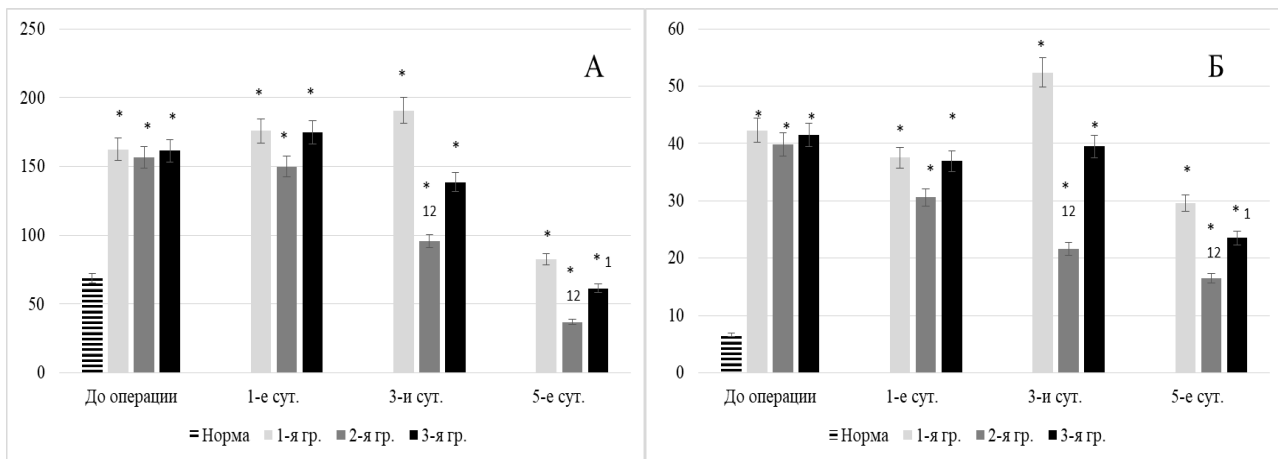 А
250
200
150
100
50
0
* * *
* * *
* * 12 *
* * 12 * 1
До операции 1-е сут. 3-и сут. 5-е сут.
Норма 1-я гр. 2-я гр. 3-я гр.
Б
60
50
40
30
20
10
0
* * *
* * *
* * 12 *
* * 12 * 1
До операции 1-е сут. 3-и сут. 5-е сут.
Норма 1-я гр. 2-я гр. 3-я гр.